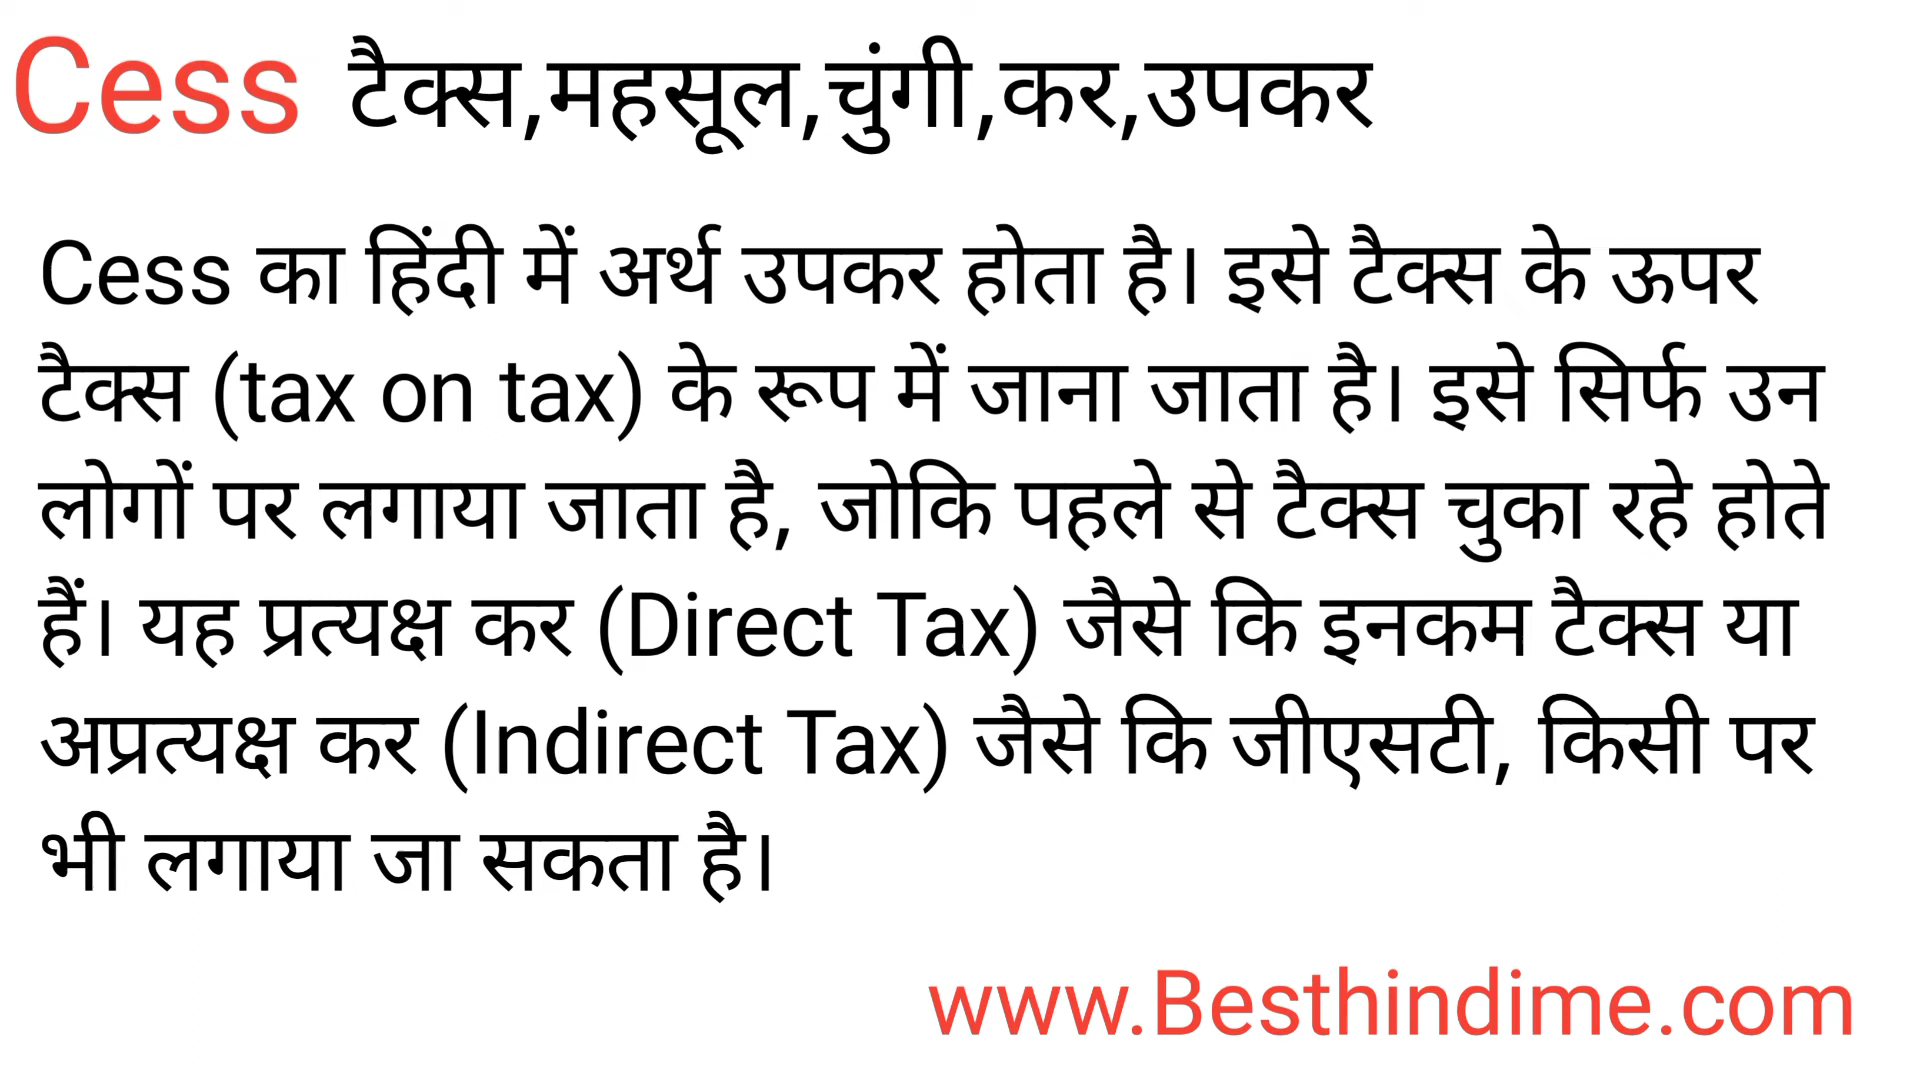 Cess टैक्स,महसूल,चुंगी,कर,उपकर
Cess का हिंदी में अर्थ उपकर होता है। इसे टैक्स के ऊपर
टैक्स (tax on tax) के रूप में जाना जाता है। इसे सिर्फ उन
लोगों पर लगाया जाता है, जोकि पहले से टैक्स चुका रहे होते
हैं। यह प्रत्यक्ष कर (Direct Tax) जैसे कि इनकम टैक्स या
अप्रत्यक्ष कर (Indirect Tax) जैसे कि जीएसटी, किसी पर
भी लगाया जा सकता है।
www.Besthindime.com